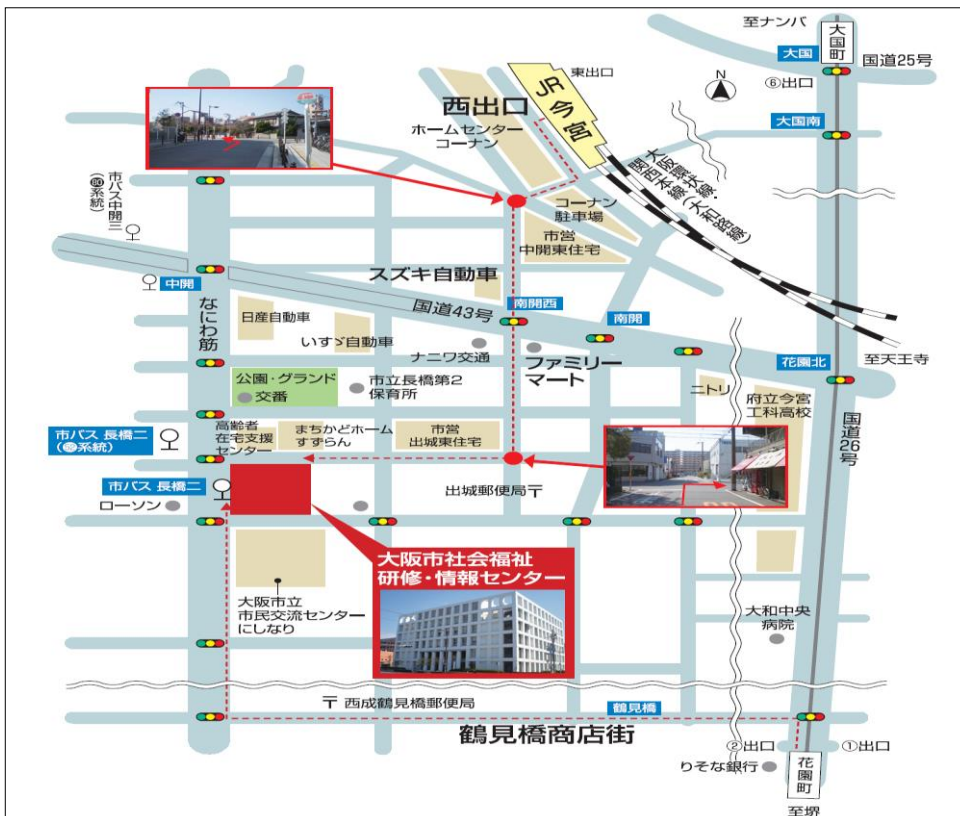 至ナンバ
大国町
大国
国道25号
⑥出口
大国南
N
東出口
JR今宮
西出口
ホームセンター
コーナン
大阪環状線・
関西本線(大和路線)
市バス中開三
(⑧⓪系統)
コーナン
駐車場
市営
中開東住宅
スズキ自動車
中開
国道43号
南開西
南開
なにわ筋
日産自動車
いすゞ自動車
ナニワ交通
ファミリー
マート
花園北
至天王寺
公園・グランド
交番
市立長橋第2
保育所
ニトリ
府立今宮
工科高校
国道26号
高齢者
在宅支援
センター
まちかどホーム
すずらん
市営
出城東住宅
市バス 長橋二
市バス 長橋二
ローソン
出城郵便局〒
大阪市社会福祉
研修・情報センター
大阪市立
市民交流センター
にしなり
大和中央
病院
〒西成鶴見橋郵便局
鶴見橋
鶴見橋商店街
②出口
①出口
りそな銀行
花園町
至堺